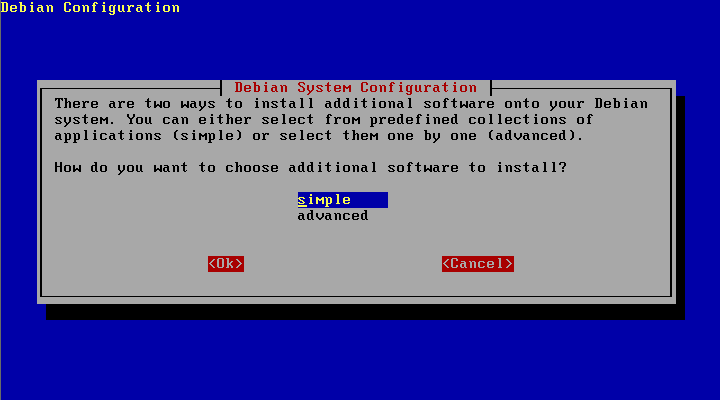 Debian Configuration
Debian System Configuration
There are two ways to install additional software onto your Debian
system. You can either select from predefined collections of
applications (simple) or select them one by one (advanced).
How do you want to choose additional software to install?
simple
advanced
<Ok> <Cancel>